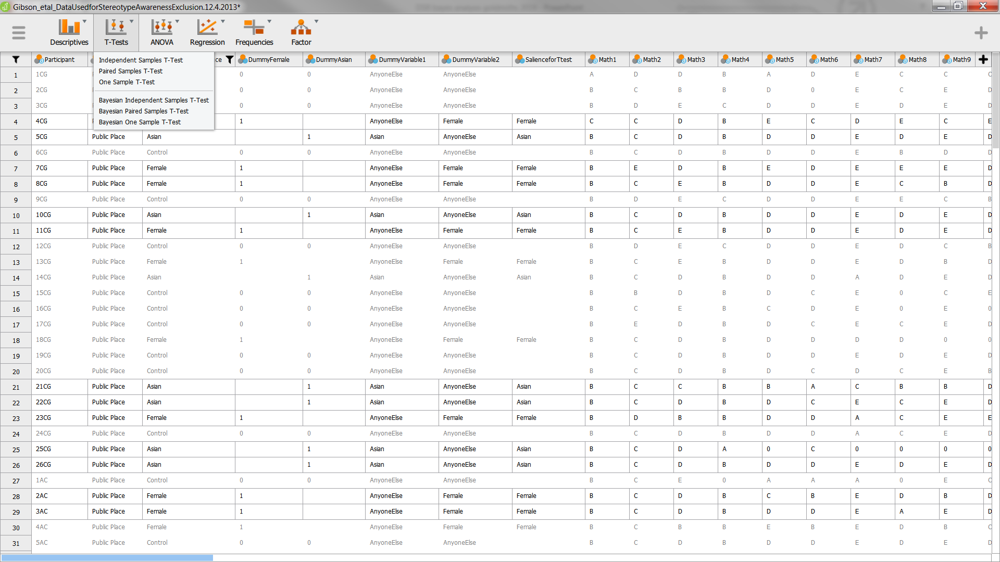 Gibson_etal_DataUsedforStereotypeAwarenessExclusion.12.4.2013*
Descriptives T-Tests ANOVA Regression Frequencies Factor
Participant ce DummyFemale DummyAsian DummyVariable1 DummyVariable2 SalienceforTtest Math1 Math2 Math3 Math4 Math5 Math6 Math7 Math8 Math9
Independent Samples T-Test
Paired Samples T-Test
One Sample T-Test
Bayesian Independent Samples T-Test
Bayesian Paired Samples T-Test
Bayesian One Sample T-Test
1 1CG 0 0 AnyoneElse AnyoneElse A D D B A D E C C C
2 2CG 0 0 AnyoneElse AnyoneElse B C B B D 0 E C E D
3 3CG 0 0 AnyoneElse AnyoneElse B D E C D D E D E D
4 4CG 1 AnyoneElse Female Female C C D B E C D E C E
5 5CG Public Place Asian 1 Asian AnyoneElse Asian B C D B D D E D E D
6 6CG Public Place Control 0 0 AnyoneElse AnyoneElse B C D B D D E B D D
7 7CG Public Place Female 1 AnyoneElse Female Female B E D B E D E E E D
8 8CG Public Place Female 1 AnyoneElse Female Female B C E B D D E C B D
9 9CG Public Place Control 0 0 AnyoneElse AnyoneElse B D E C D D E E C B
10 10CG Public Place Asian 1 Asian AnyoneElse Asian B C D B D D E D E D
11 11CG Public Place Female 1 AnyoneElse Female Female B C E B D D E D E D
12 12CG Public Place Control 0 0 AnyoneElse AnyoneElse B D E C D D E D C B
13 13CG Public Place Female 1 AnyoneElse Female Female B C E B D D E D B D
14 14CG Public Place Asian 1 Asian AnyoneElse Asian B C D B D D A D E D
15 15CG Public Place Control 0 0 AnyoneElse AnyoneElse B B D B D C E 0 C E
16 16CG Public Place Control 0 0 AnyoneElse AnyoneElse B C E B C D E 0 E 0
17 17CG Public Place Control 0 0 AnyoneElse AnyoneElse B E D B D C E C E D
18 18CG Public Place Female 1 AnyoneElse Female Female B C D B D D D D 0 0
19 19CG Public Place Control 0 0 AnyoneElse AnyoneElse B C D B D D E D E D
20 20CG Public Place Control 0 0 AnyoneElse AnyoneElse B C D B D C D C E B
21 21CG Public Place Asian 1 Asian AnyoneElse Asian B C C B B A C B B D
22 22CG Public Place Asian 1 Asian AnyoneElse Asian B C D B D C E C E D
23 23CG Public Place Female 1 AnyoneElse Female Female B D B B D D A C E E
24 24CG Public Place Control 0 0 AnyoneElse AnyoneElse B C D B D D A C E D
25 25CG Public Place Asian 1 Asian AnyoneElse Asian B C D A 0 C 0 0 0 0
26 26CG Public Place Asian 1 Asian AnyoneElse Asian B C D B D D E D E D
27 1AC Public Place Control 0 0 AnyoneElse AnyoneElse B C E 0 A A A 0 E C
28 2AC Public Place Female 1 AnyoneElse Female Female B C D B C B E D B D
29 3AC Public Place Female 1 AnyoneElse Female Female B C D B D D E A E D
30 4AC Public Place Female 1 AnyoneElse Female Female B C B B E B E D B C
31 5AC Public Place Control 0 0 AnyoneElse AnyoneElse B C D B D D E D E D